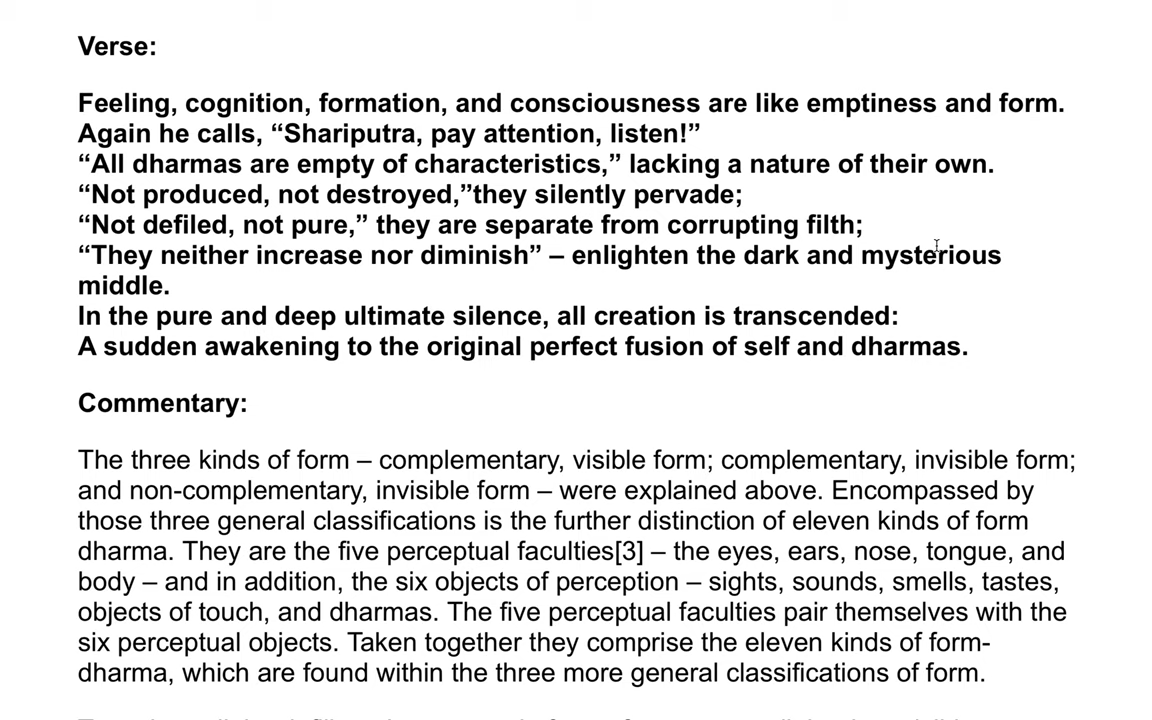 Verse:
Feeling, cognition, formation, and consciousness are like emptiness and form.
Again he calls, “Shariputra, pay attention, listen!”
“All dharmas are empty of characteristics,” lacking a nature of their own.
“Not produced, not destroyed,”they silently pervade;
“Not defiled, not pure,” they are separate from corrupting filth;
“They neither increase nor diminish” – enlighten the dark and mysterious
middle.
In the pure and deep ultimate silence, all creation is transcended:
A sudden awakening to the original perfect fusion of self and dharmas.
Commentary:
The three kinds of form – complementary, visible form; complementary, invisible form;
and non-complementary, invisible form – were explained above. Encompassed by
those three general classifications is the further distinction of eleven kinds of form
dharma. They are the five perceptual faculties[3] – the eyes, ears, nose, tongue, and
body – and in addition, the six objects of perception – sights, sounds, smells, tastes,
objects of touch, and dharmas. The five perceptual faculties pair themselves with the
six perceptual objects. Taken together they comprise the eleven kinds of form-
dharma, which are found within the three more general classifications of form.